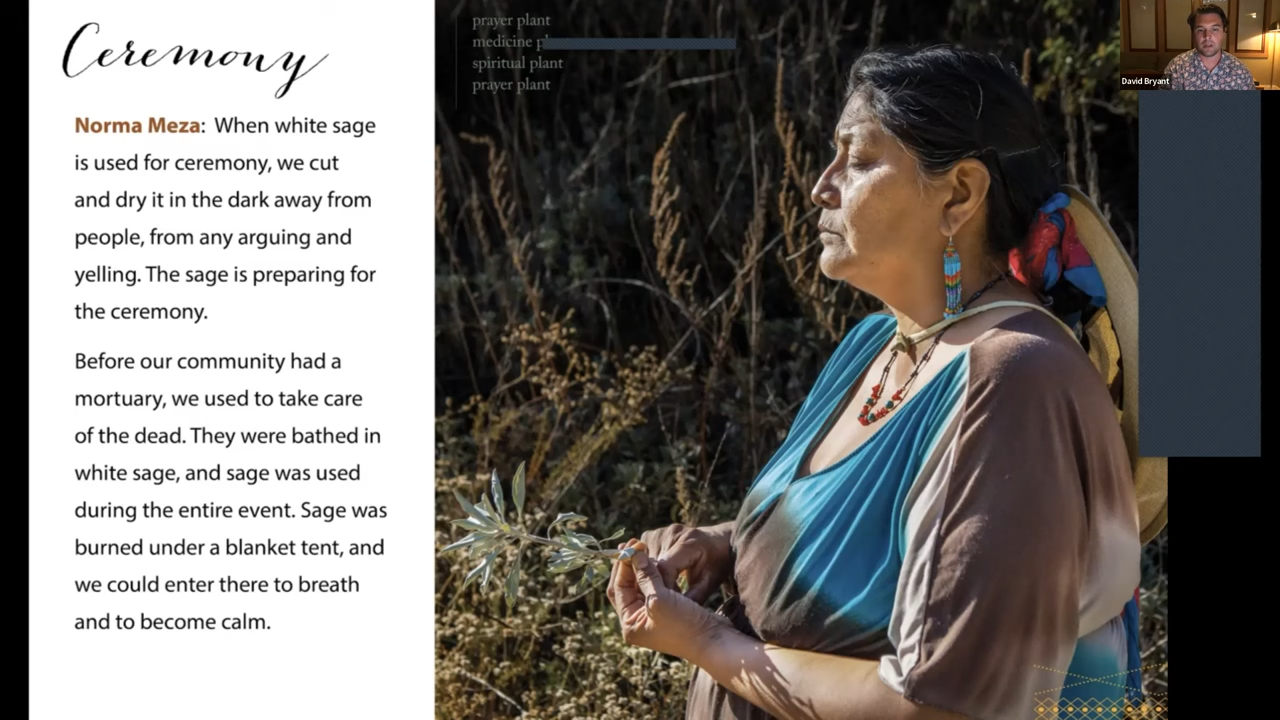 Ceremony
Norma Meza: When white sage
is used for ceremony, we cut
and dry it in the dark away from
people, from any arguing and
yelling. The sage is preparing for
the ceremony.
Before our community had a
mortuary, we used to take care
of the dead. They were bathed in
white sage, and sage was used
during the entire event. Sage was
burned under a blanket tent, and
we could enter there to breath
and to become calm.
prayer plant
medicine
spiritual plant
prayer plant
David Bryant